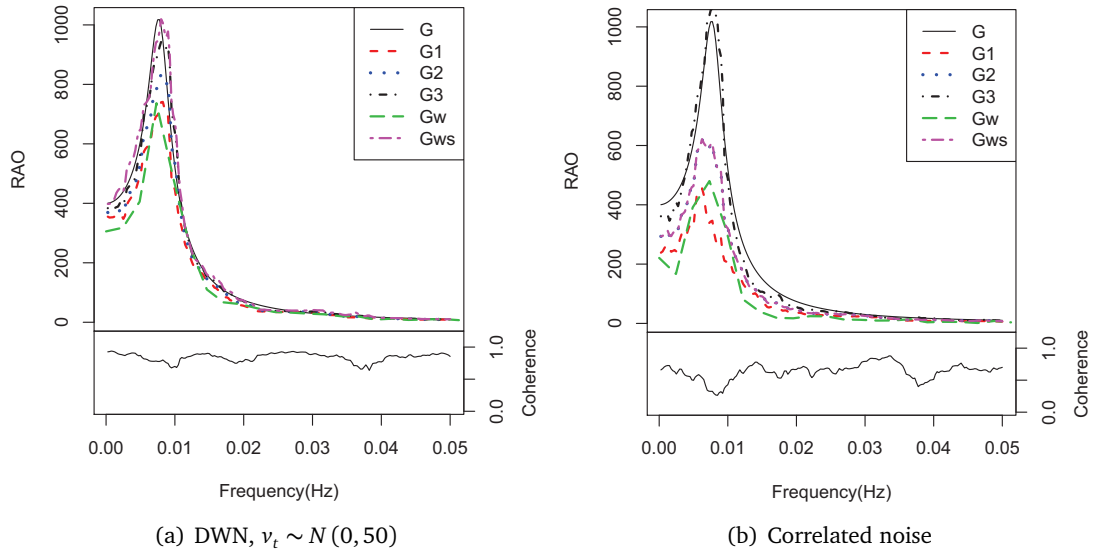 1000
800
600
400
200
0
RAO
G
G1
G2
G3
Gw
Gws
1.0
0.0
Coherence
0.00 0.01 0.02 0.03 0.04 0.05
Frequency(Hz)
(a) DWN, v_t ∼ N (0, 50)
1000
800
600
400
200
0
RAO
G
G1
G2
G3
Gw
Gws
1.0
0.0
Coherence
0.00 0.01 0.02 0.03 0.04 0.05
Frequency(Hz)
(b) Correlated noise